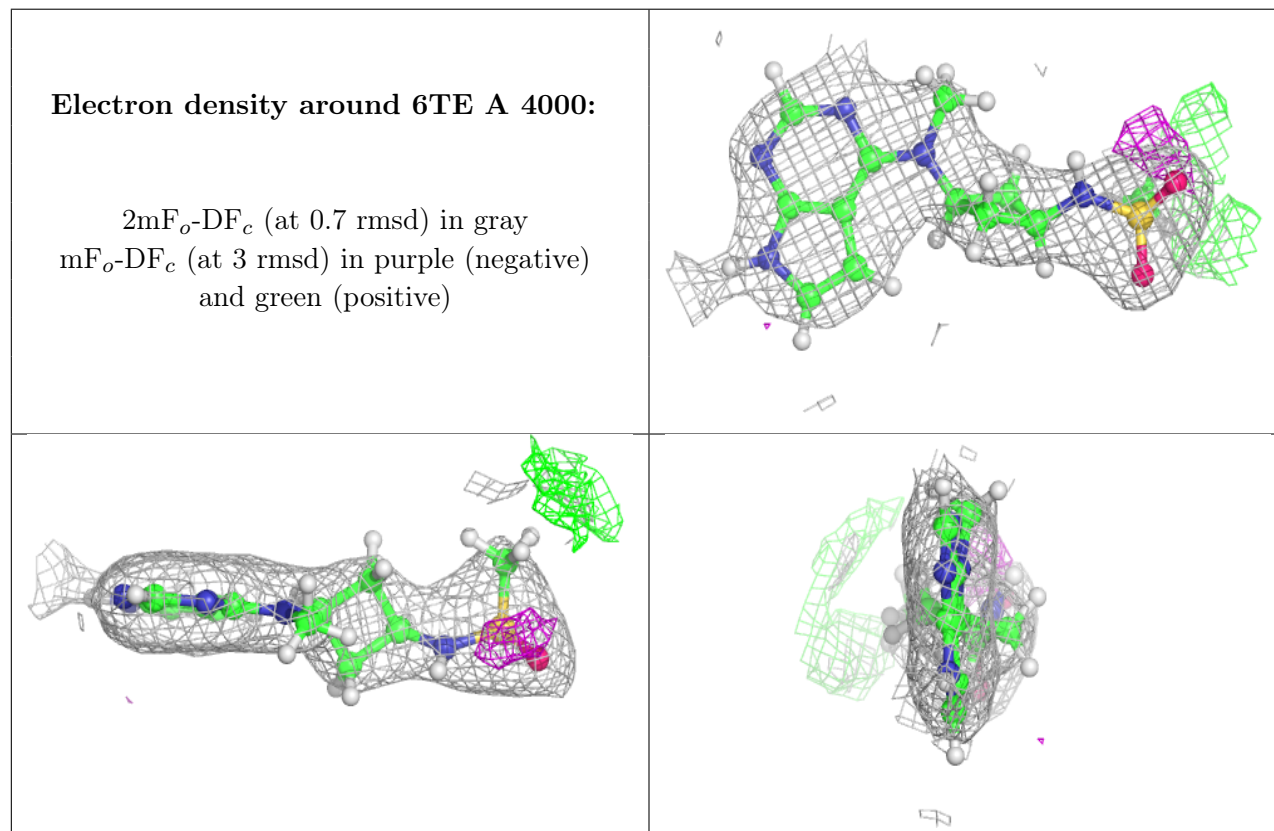 Electron density around 6TE A 4000:
2mFo-DFc (at 0.7 rmsd) in gray
mFo-DFc (at 3 rmsd) in purple (negative)
and green (positive)